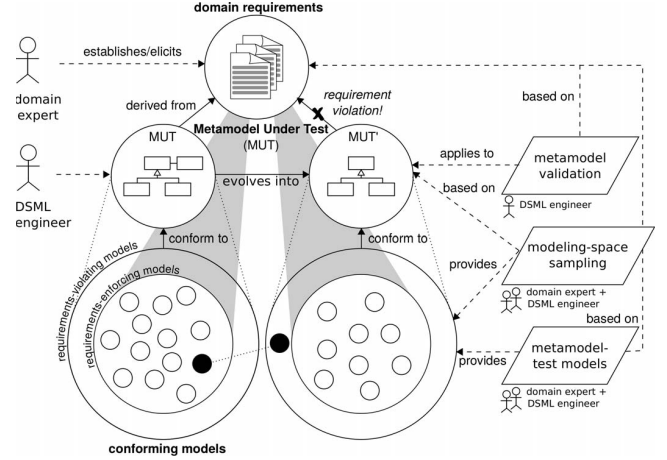 domain requirements
establishes/elicits
domain
expert
derived from
requirement
violation!
X
based on
Metamodel Under Test
(MUT)
MUT
MUT'
DSML
engineer
evolves into
applies to
based on
metamodel
validation
DSML engineer
conform to
conform to
modeling-space
sampling
provides
domain expert +
DSML engineer
requirements-violating models
requirements-enforcing models
based on
provides
metamodel-
test models
domain expert +
DSML engineer
conforming models